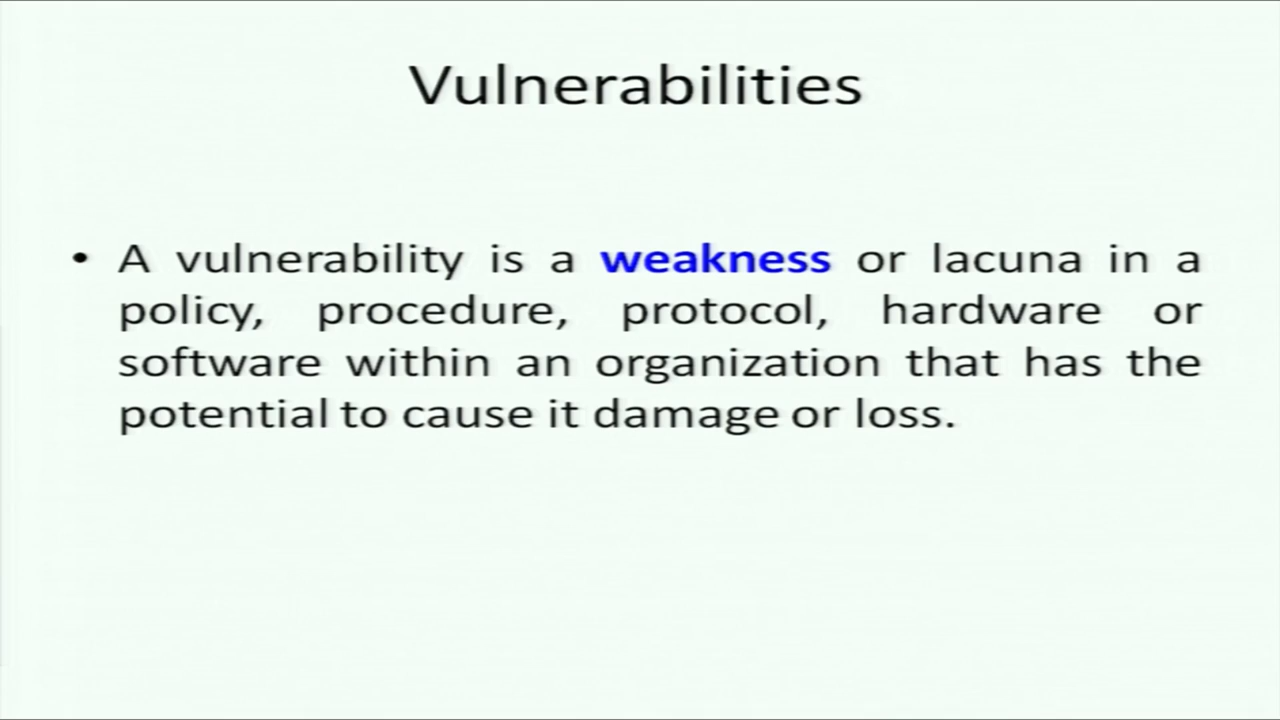 Vulnerabilities
• A vulnerability is a weakness or lacuna in a
policy, procedure, protocol, hardware or
software within an organization that has the
potential to cause it damage or loss.